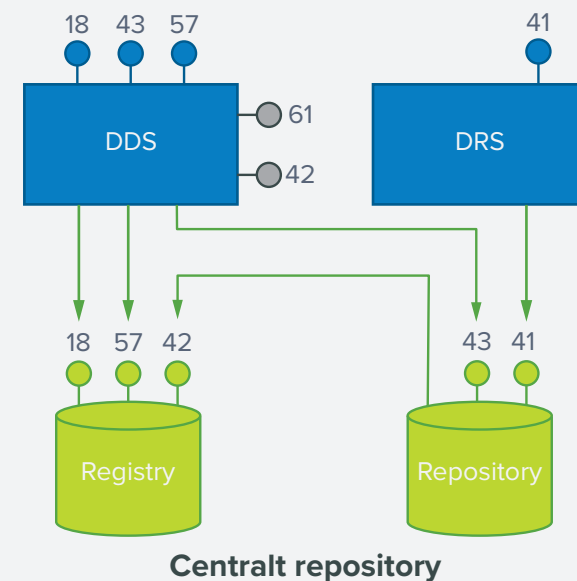 18 43 57 41
61
DDS DRS
42
18 57 42 43 41
Registry Repository
Centralt repository